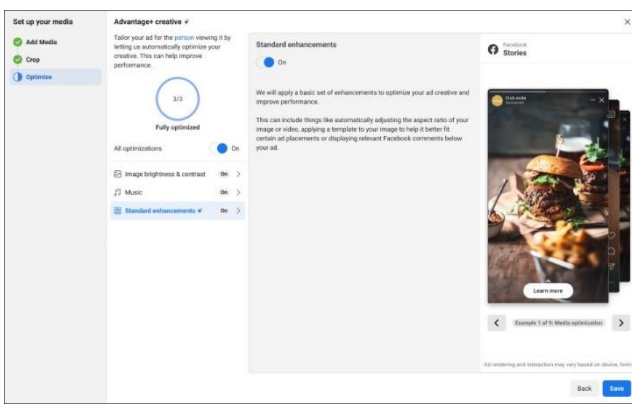 Set up your media
Add Media
Crop
Optimize
Advantage+ creative
Tailor your ad for the person viewing it by
letting us automatically optimize your
creative. This can help improve
performance.
3/3
Fully optimized
All optimizations
On
Image brightness & contrast
On
Music
On
Standard enhancements
On
Standard enhancements
On
We will apply a basic set of enhancements to optimize your ad creative and
improve performance.
This can include things like automatically adjusting the aspect ratio of your
image or video, applying a template to your image to help it better fit
certain ad placements or displaying relevant Facebook comments below
your ad.
Facebook
Stories
Sponsored
Learn more
Example 1 of 9: Media optimization
Ad rendering and interaction may vary based on device, form
Back
Save